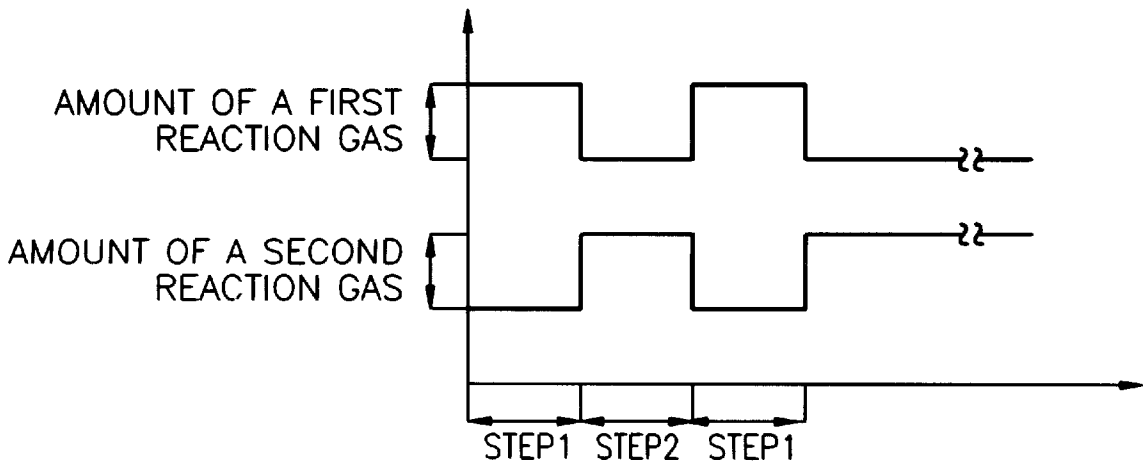 AMOUNT OF A FIRST
REACTION GAS
AMOUNT OF A SECOND
REACTION GAS
STEP1 STEP2 STEP1